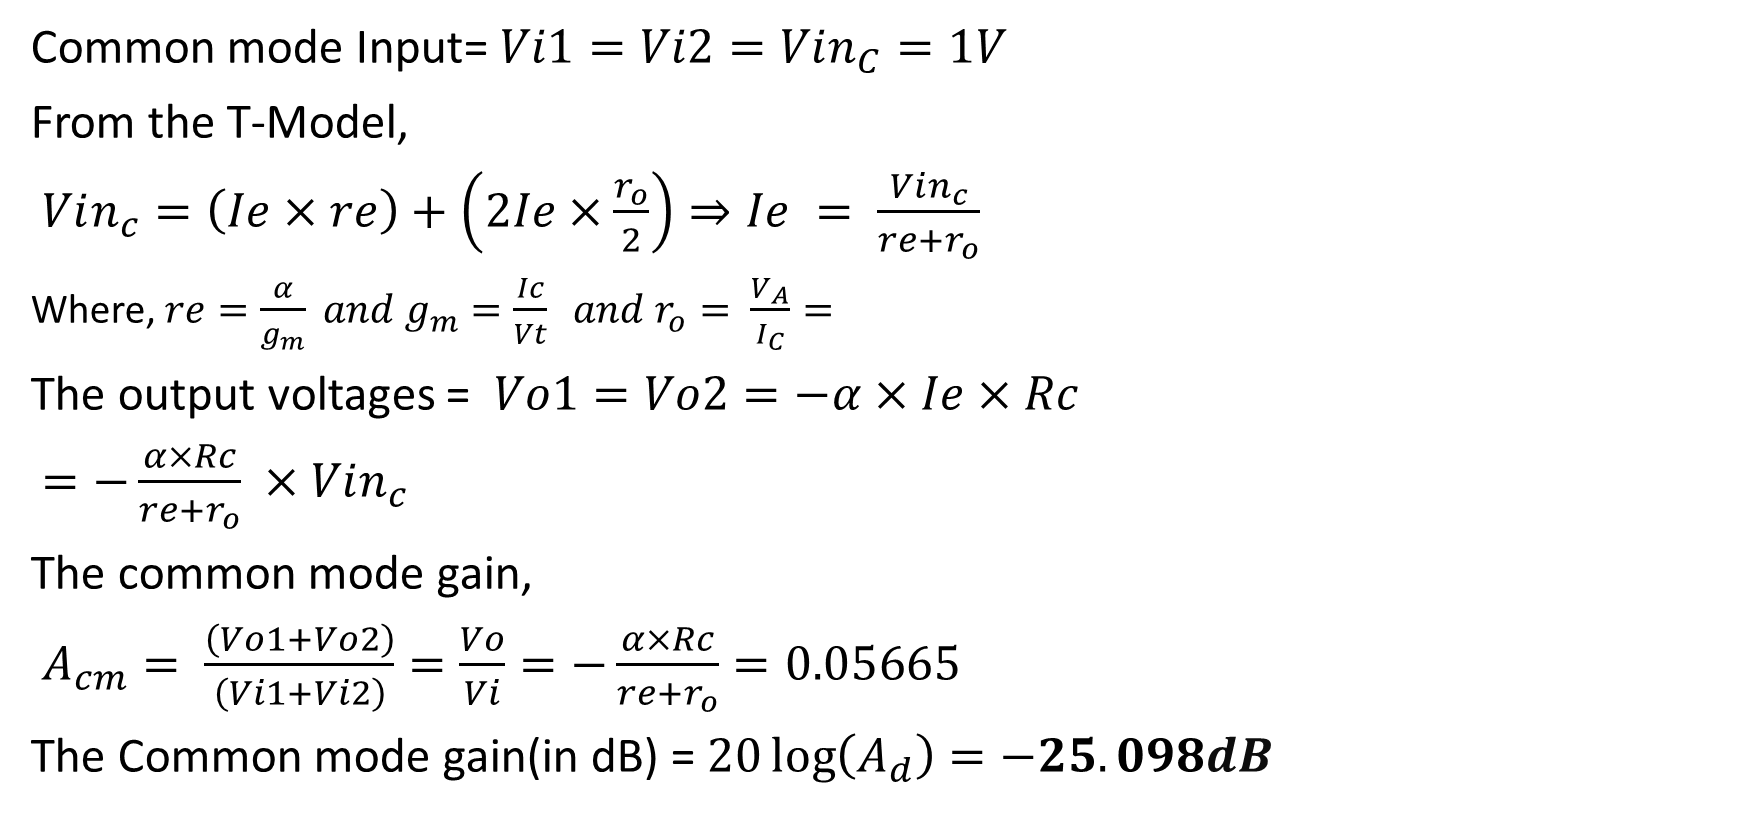 Common mode Input= Vi1 = Vi2 = Vin_C = 1V
From the T-Model,
Vin_c = (Ie × re) + (2Ie × r_o/2) ⇒ Ie = Vin_c/(re+r_o)
Where, re = α/g_m and g_m = Ic/Vt and r_o = V_A/I_C =
The output voltages = Vo1 = Vo2 = −α × Ie × Rc
= − (α×Rc)/(re+r_o) × Vin_c
The common mode gain,
A_cm = (Vo1+Vo2)/(Vi1+Vi2) = Vo/Vi = − (α×Rc)/(re+r_o) = 0.05665
The Common mode gain(in dB) = 20 log(A_d) = −25.098dB